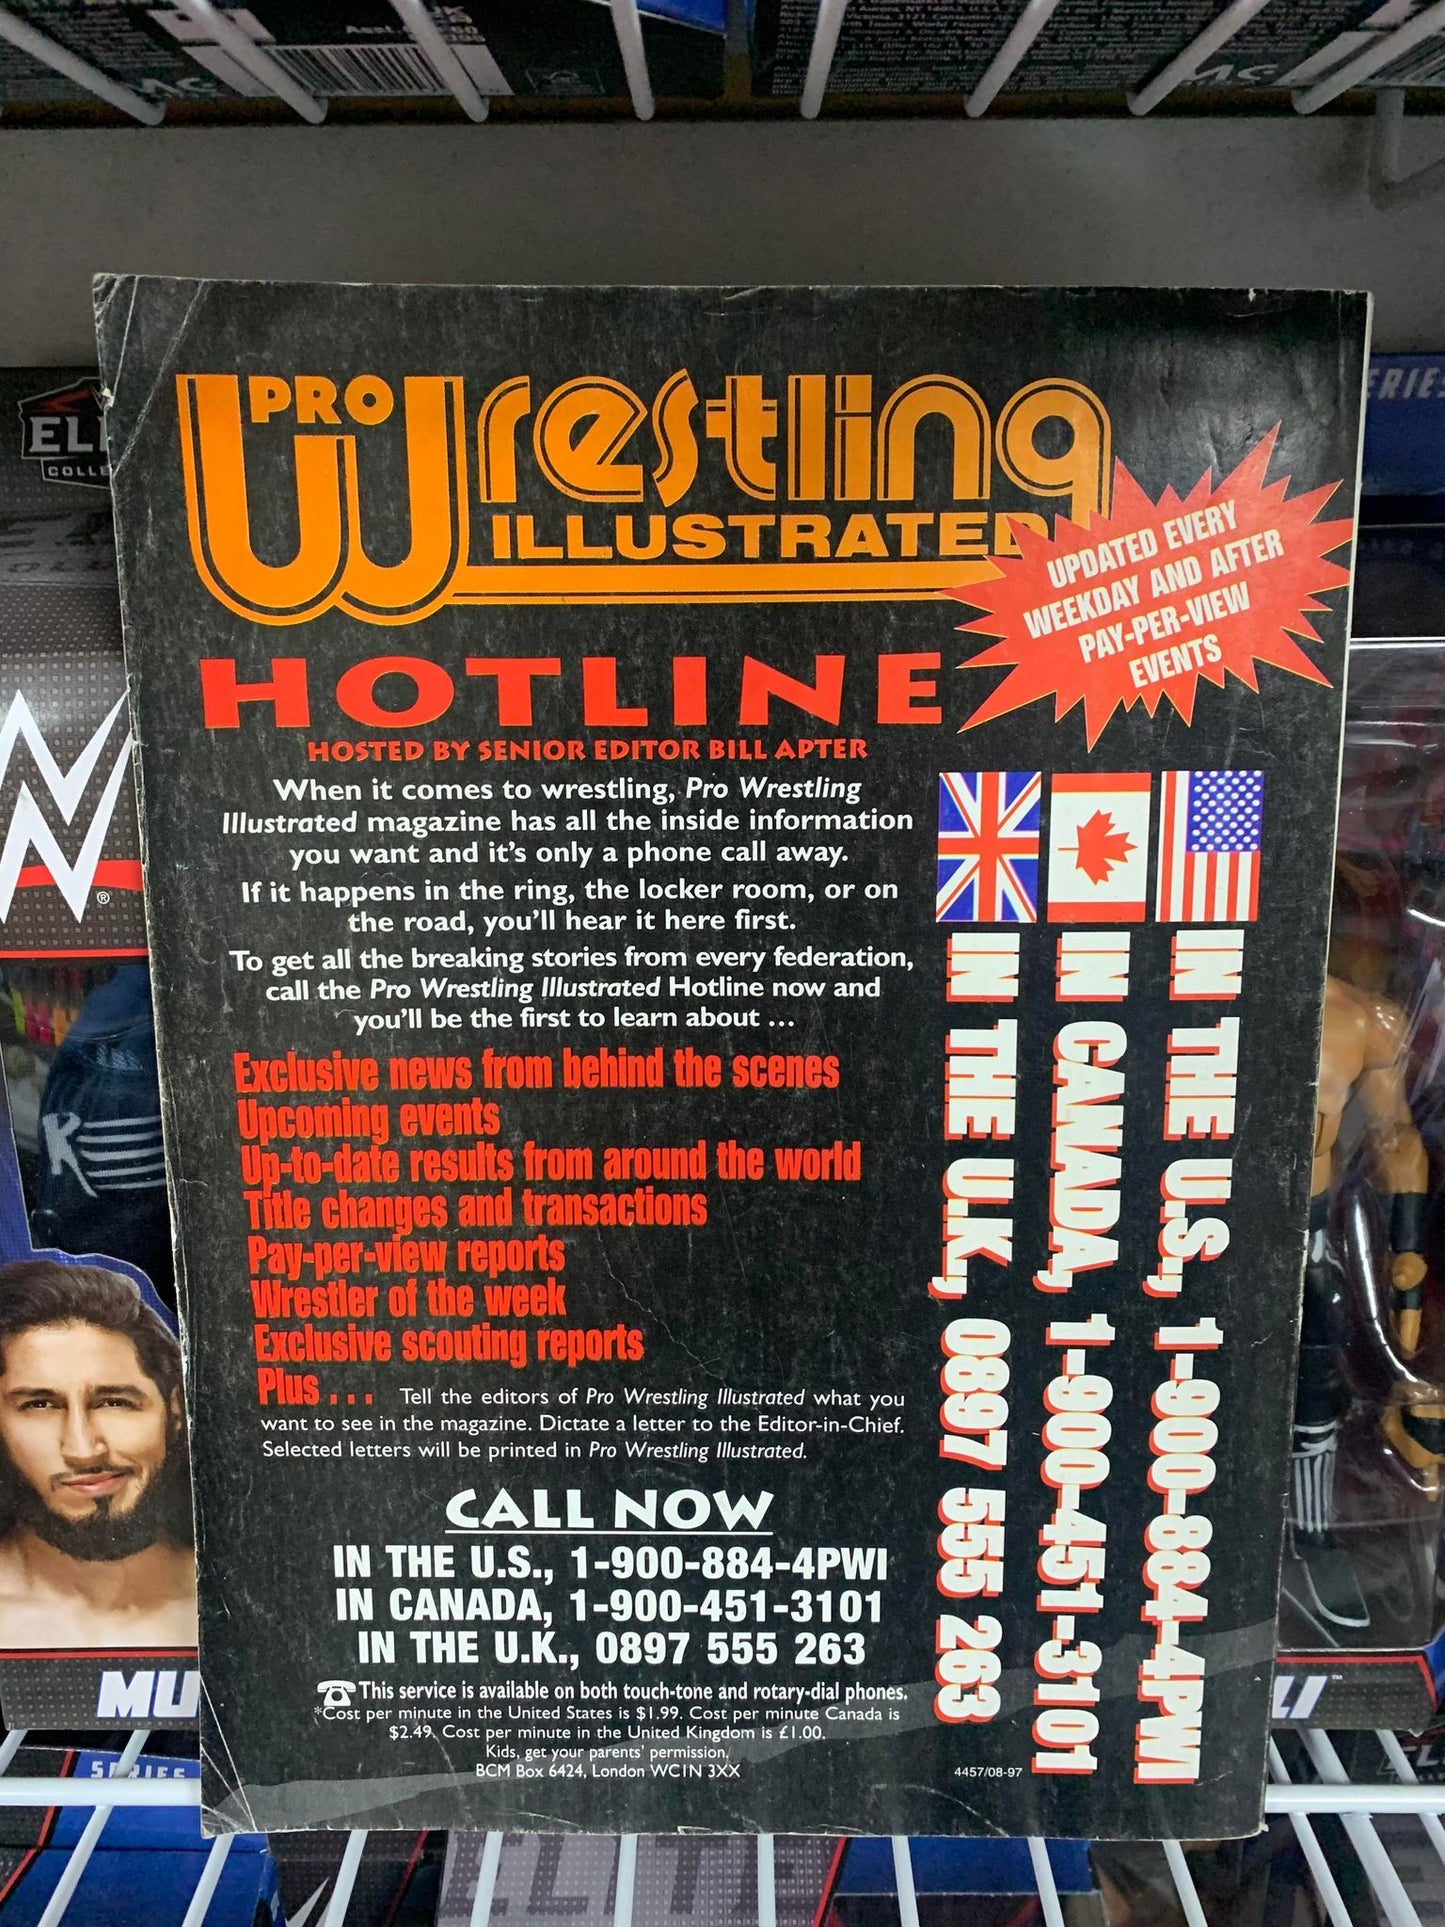 PRO
Wrestling
ILLUSTRATED
UPDATED EVERY
WEEKDAY AND AFTER
PAY-PER-VIEW
EVENTS
HOTLINE
HOSTED BY SENIOR EDITOR BILL APTER
When it comes to wrestling, Pro Wrestling
Illustrated magazine has all the inside information
you want and it's only a phone call away.
If it happens in the ring, the locker room, or on
the road, you'll hear it here first.
To get all the breaking stories from every federation,
call the Pro Wrestling Illustrated Hotline now and
you'll be the first to learn about ...
Exclusive news from behind the scenes
Upcoming events
Up-to-date results from around the world
Title changes and transactions
Pay-per-view reports
Wrestler of the week
Exclusive scouting reports
Plus . . . Tell the editors of Pro Wrestling Illustrated what you
want to see in the magazine. Dictate a letter to the Editor-in-Chief.
Selected letters will be printed in Pro Wrestling Illustrated.
CALL NOW
IN THE U.S., 1-900-884-4PWI
IN CANADA, 1-900-451-3101
IN THE U.K., 0897 555 263
This service is available on both touch-tone and rotary-dial phones.
*Cost per minute in the United States is $1.99. Cost per minute Canada is
$2.49. Cost per minute in the United Kingdom is £1.00.
Kids, get your parents' permission.
BCM Box 6424, London WC1N 3XX
4457/08-97
IN THE U.S., 1-900-884-4PWI
IN CANADA, 1-900-451-3101
IN THE U.K., 0897 555 263
MU
SERIES
ELITE